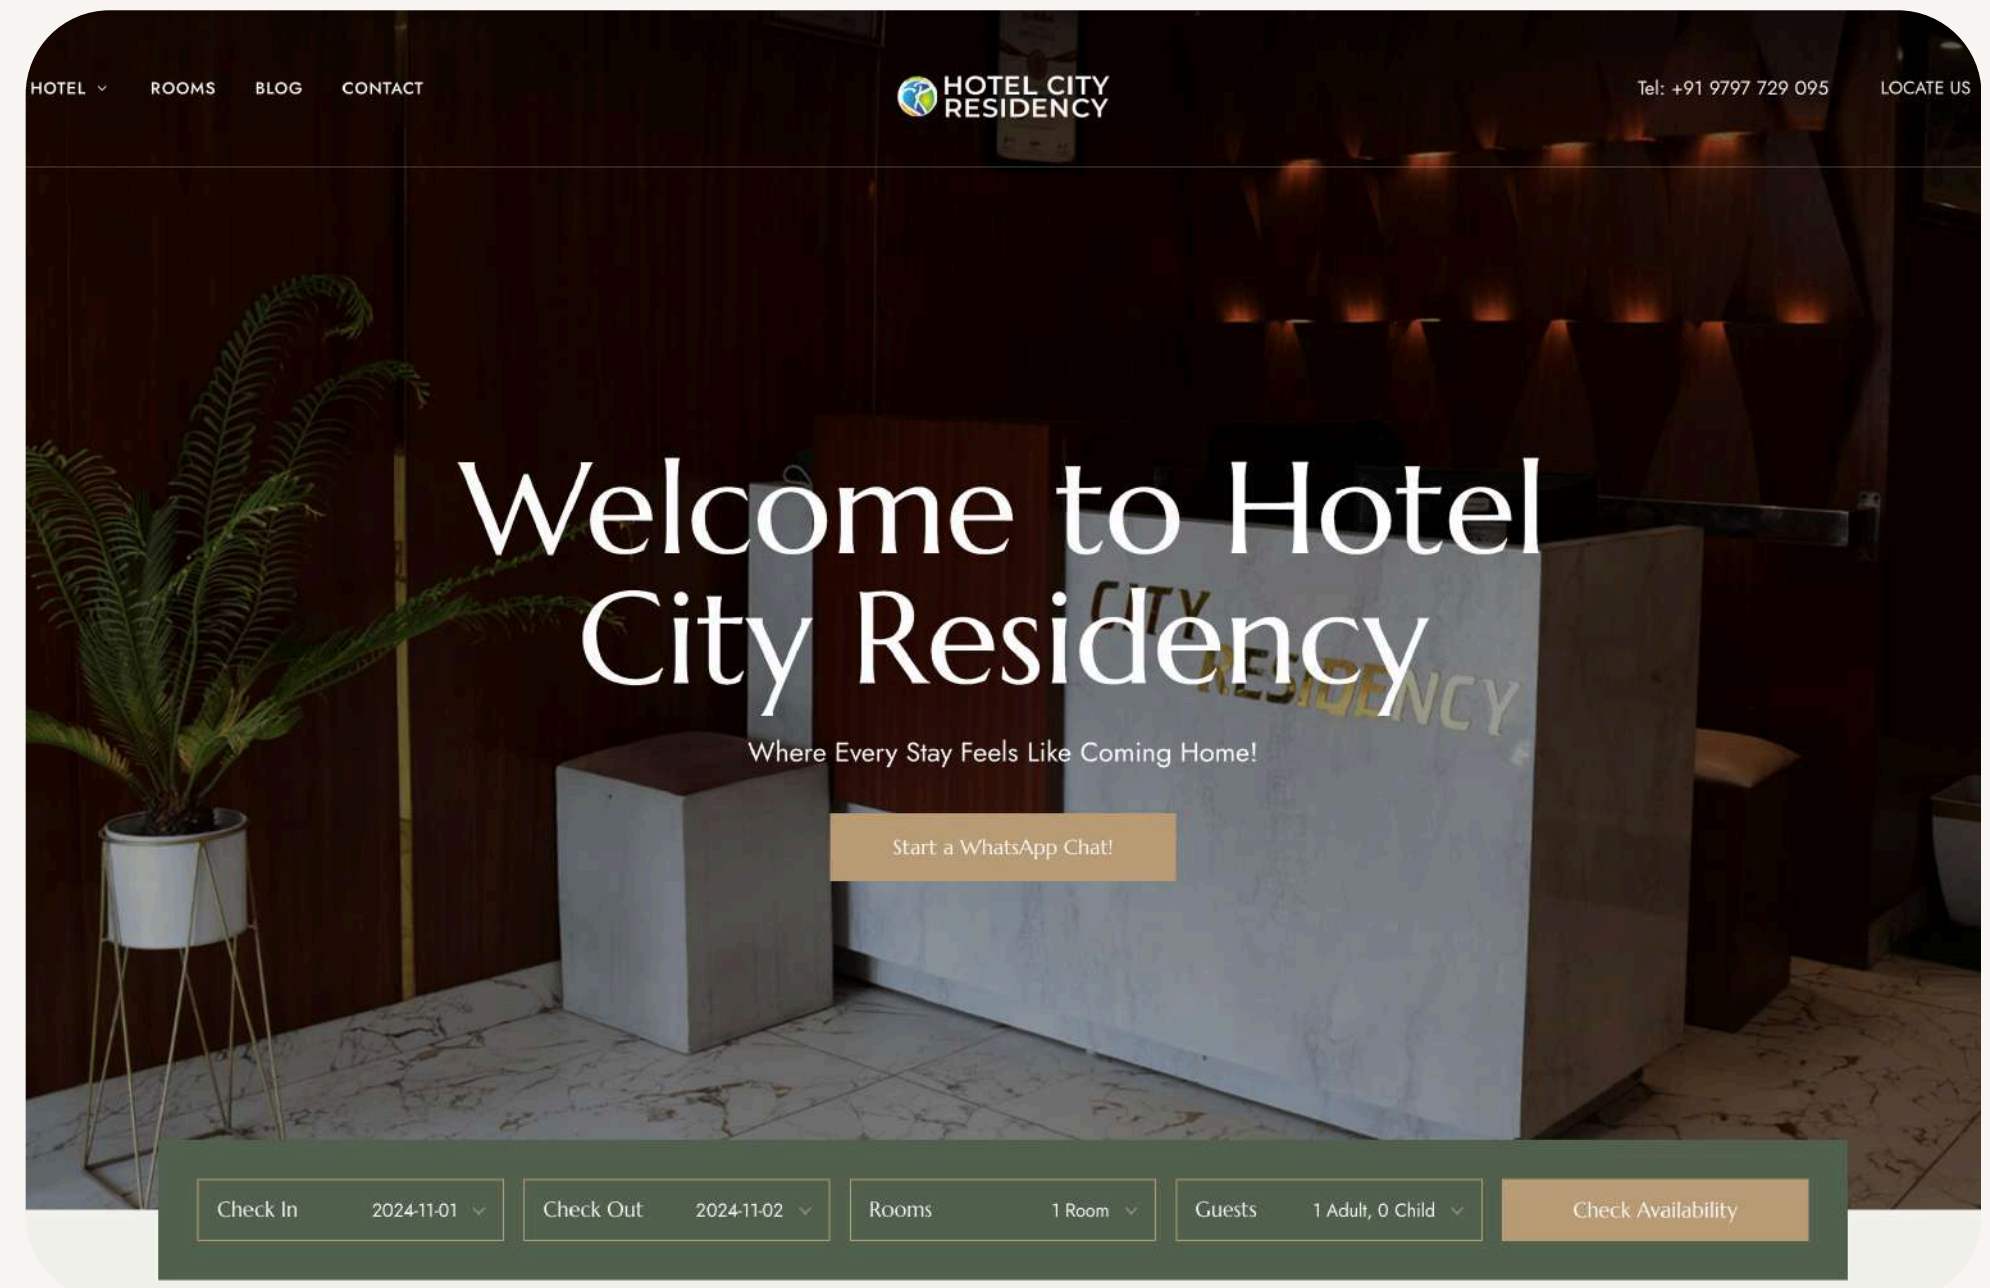 HOTEL
ROOMS
BLOG
CONTACT
HOTEL CITY
RESIDENCY
Tel: +91 9797 729 095
LOCATE US
Welcome to Hotel
City Residency
CITY
RESIDENCY
Where Every Stay Feels Like Coming Home!
Start a WhatsApp Chat!
Check In 2024-11-01
Check Out 2024-11-02
Rooms 1 Room
Guests 1 Adult, 0 Child
Check Availability